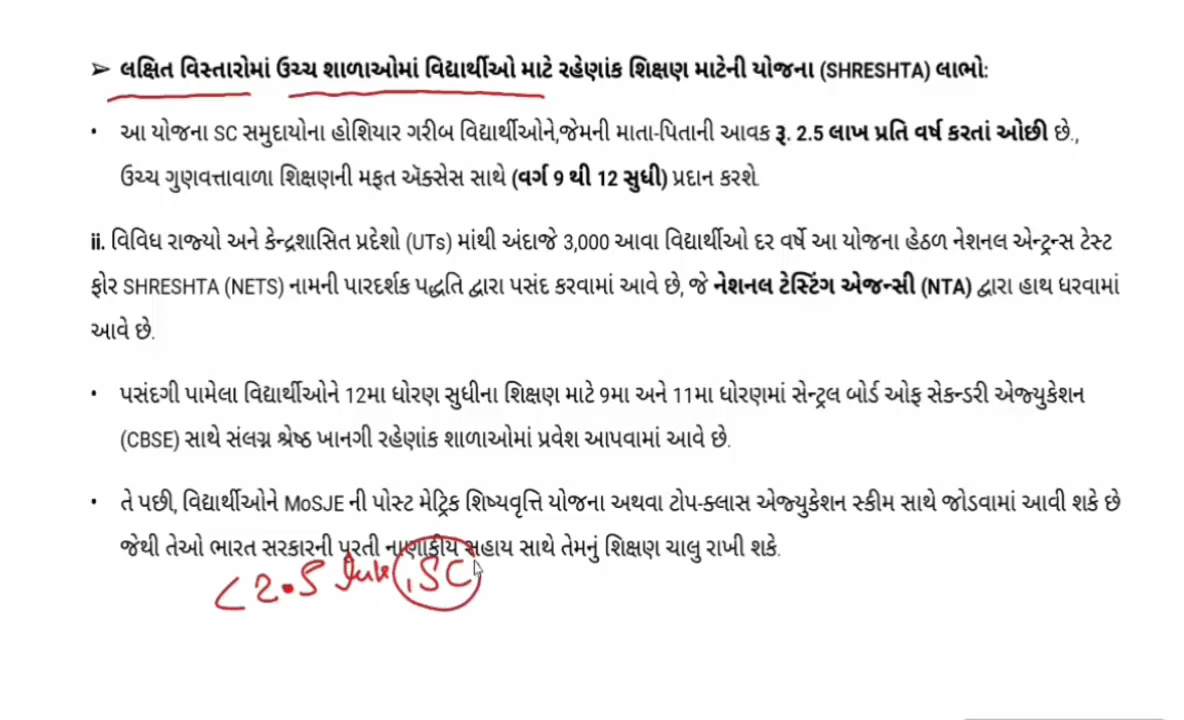 ➢ લક્ષિત વિસ્તારોમાં ઉચ્ચ શાળાઓમાં વિદ્યાર્થીઓ માટે રહેણાંક શિક્ષણ માટેની યોજના (SHRESHTA) લાભો:
• આ યોજના SC સમુદાયોના હોશિયાર ગરીબ વિદ્યાર્થીઓને,જેમની માતા-પિતાની આવક રૂ. 2.5 લાખ પ્રતિ વર્ષ કરતાં ઓછી છે.,
ઉચ્ચ ગુણવત્તાવાળા શિક્ષણની મફત ઍક્સેસ સાથે (વર્ગ 9 થી 12 સુધી) પ્રદાન કરશે.
ii. વિવિધ રાજ્યો અને કેન્દ્રશાસિત પ્રદેશો (UTs) માંથી અંદાજે 3,000 આવા વિદ્યાર્થીઓ દર વર્ષે આ યોજના હેઠળ નેશનલ એન્ટ્રન્સ ટેસ્ટ
ફોર SHRESHTA (NETS) નામની પારદર્શક પદ્ધતિ દ્વારા પસંદ કરવામાં આવે છે, જે નેશનલ ટેસ્ટિંગ એજન્સી (NTA) દ્વારા હાથ ધરવામાં
આવે છે.
• પસંદગી પામેલા વિદ્યાર્થીઓને 12મા ધોરણ સુધીના શિક્ષણ માટે 9મા અને 11મા ધોરણમાં સેન્ટ્રલ બોર્ડ ઓફ સેકન્ડરી એજ્યુકેશન
(CBSE) સાથે સંલગ્ન શ્રેષ્ઠ ખાનગી રહેણાંક શાળાઓમાં પ્રવેશ આપવામાં આવે છે.
• તે પછી, વિદ્યાર્થીઓને MoSJE ની પોસ્ટ મેટ્રિક શિષ્યવૃત્તિ યોજના અથવા ટોપ-ક્લાસ એજ્યુકેશન સ્કીમ સાથે જોડવામાં આવી શકે છે
જેથી તેઓ ભારત સરકારની પૂરતી નાણાકીય સહાય સાથે તેમનું શિક્ષણ ચાલુ રાખી શકે.
< 2.5 , SC